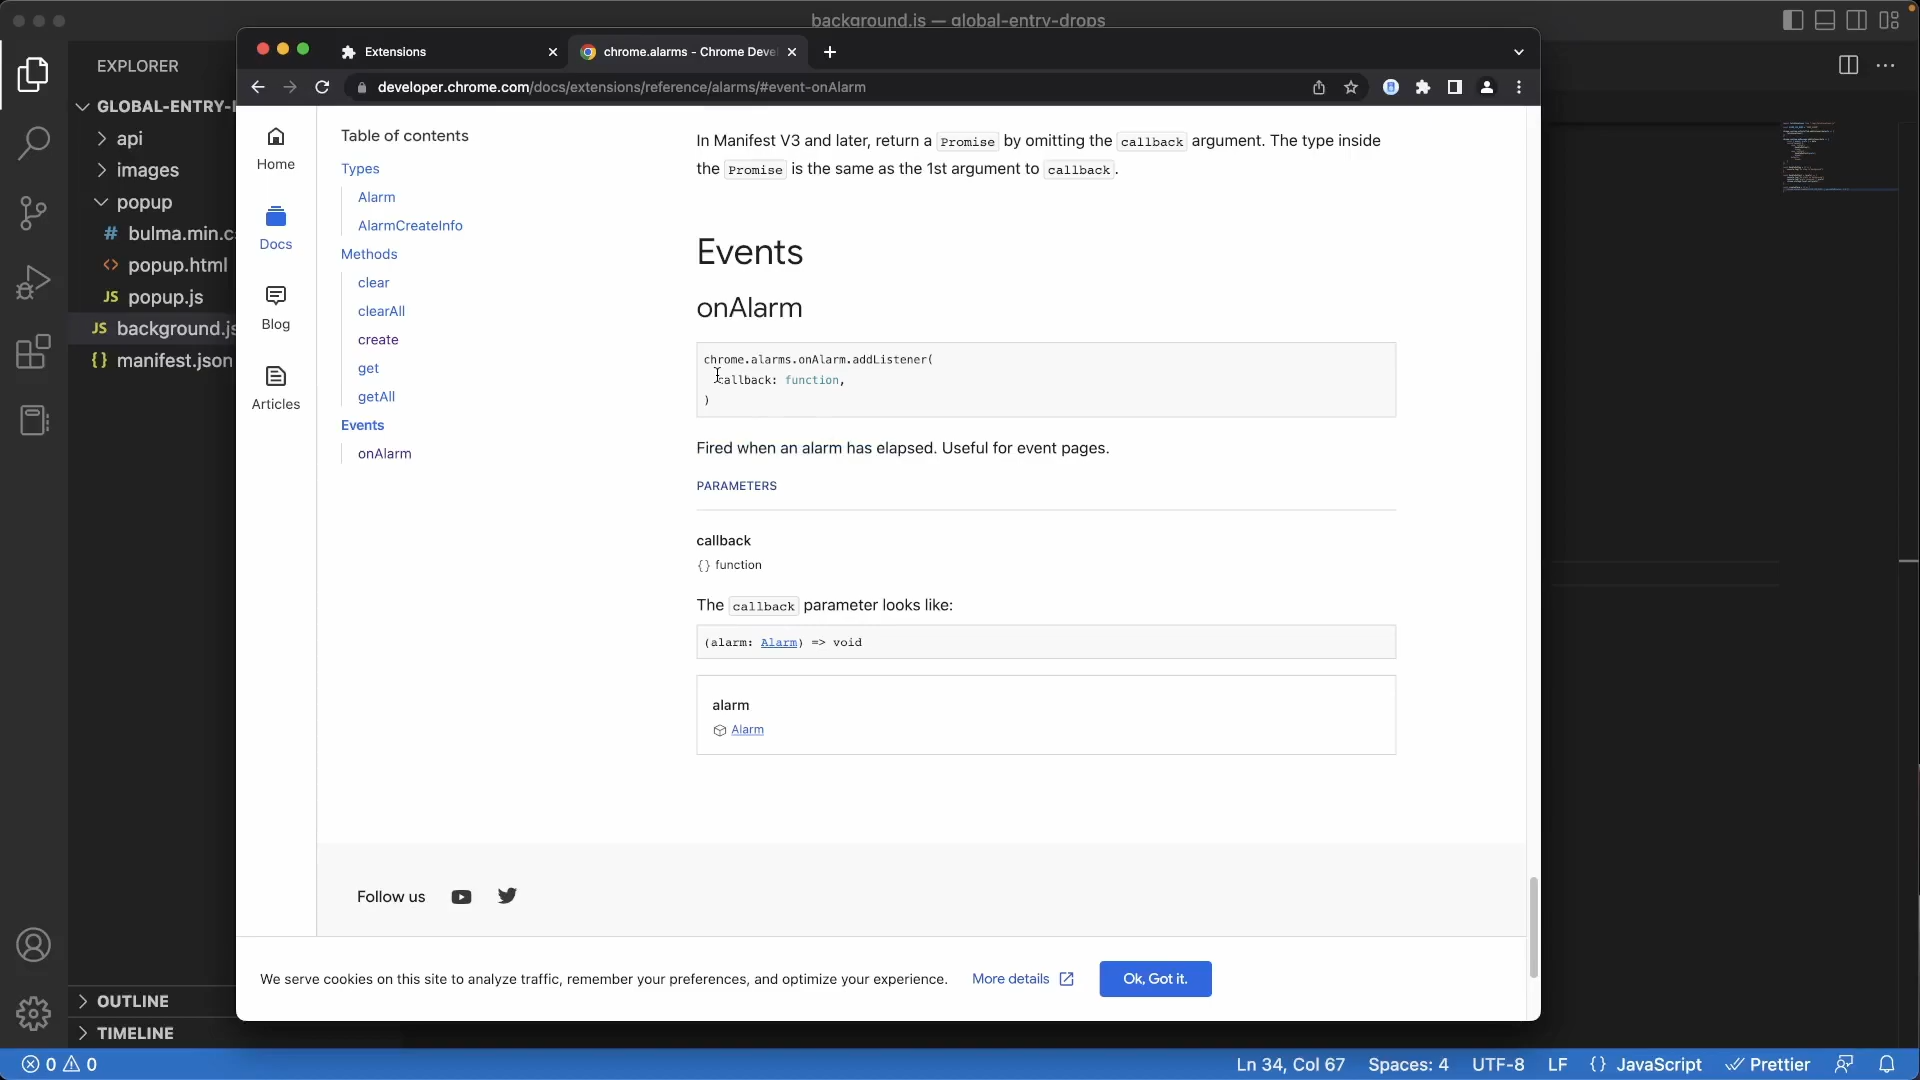 background.js — global-entry-drops
EXPLORER
GLOBAL-ENTRY-
api
images
popup
# bulma.min.c
<> popup.html
JS popup.js
JS background.js
{} manifest.json
OUTLINE
TIMELINE
Extensions
chrome.alarms - Chrome Deve
developer.chrome.com/docs/extensions/reference/alarms/#event-onAlarm
Home
Docs
Blog
Articles
Table of contents
Types
Alarm
AlarmCreateInfo
Methods
clear
clearAll
create
get
getAll
Events
onAlarm
In Manifest V3 and later, return a Promise by omitting the callback argument. The type inside
the Promise is the same as the 1st argument to callback.
Events
onAlarm
chrome.alarms.onAlarm.addListener(
callback: function,
)
Fired when an alarm has elapsed. Useful for event pages.
PARAMETERS
callback
{} function
The callback parameter looks like:
(alarm: Alarm) => void
alarm
Alarm
Follow us
We serve cookies on this site to analyze traffic, remember your preferences, and optimize your experience. More details Ok, Got it.
0 0
Ln 34, Col 67 Spaces: 4 UTF-8 LF {} JavaScript Prettier